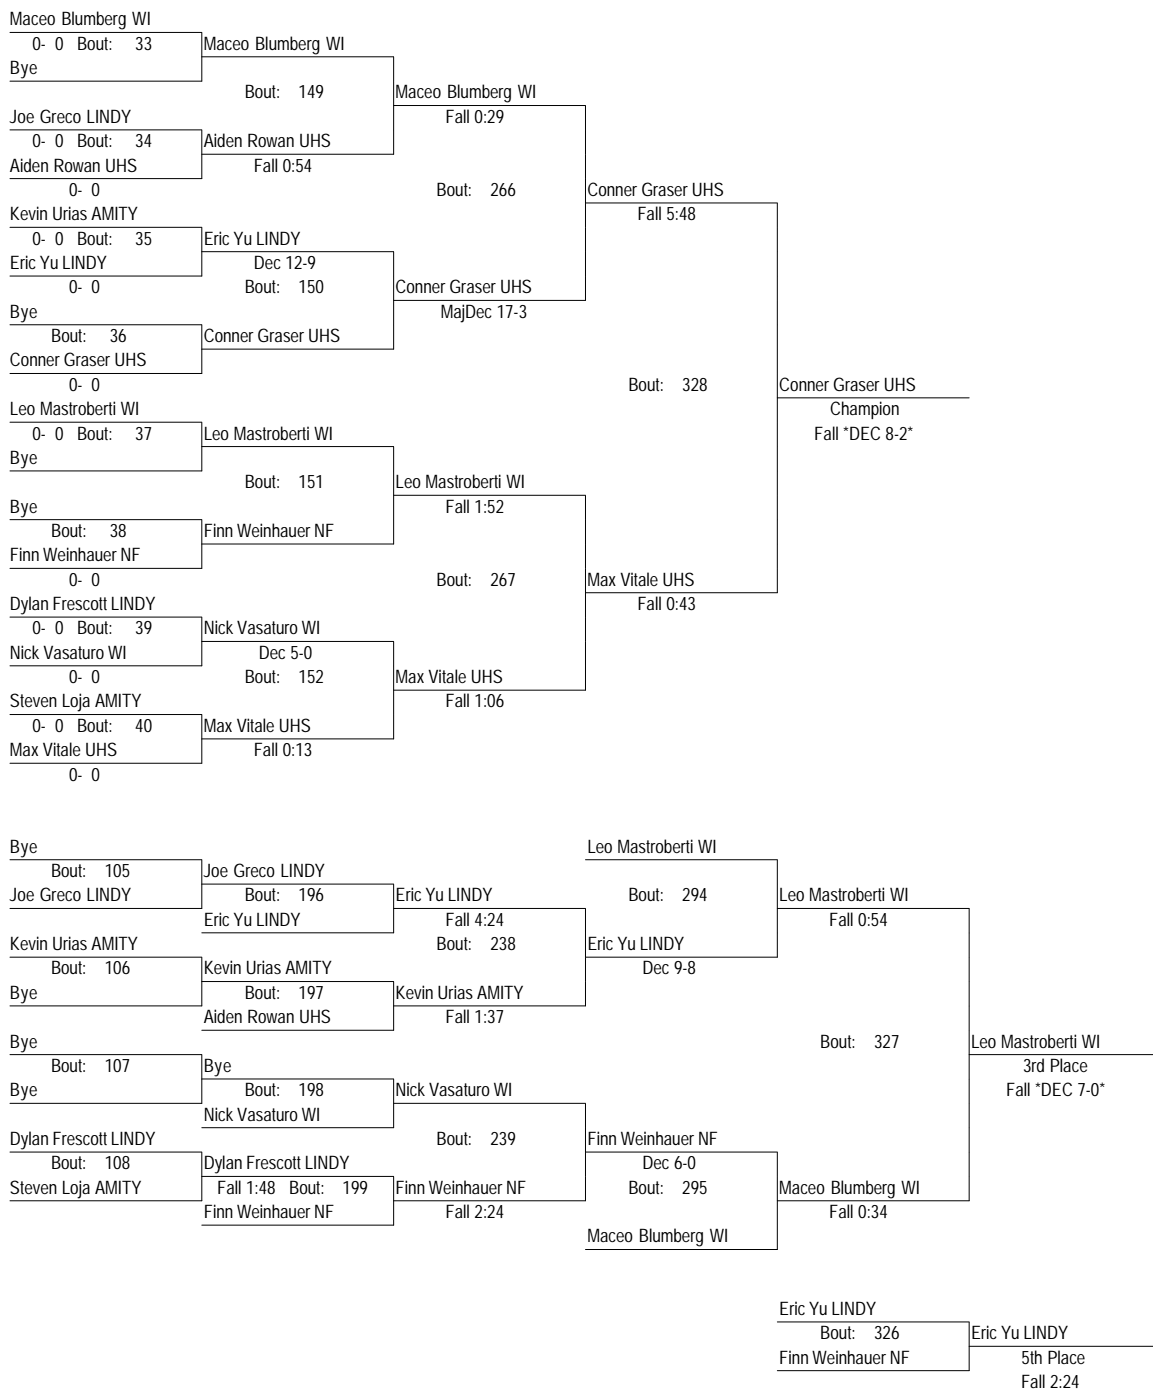 Maceo Blumberg WI
0- 0 Bout: 33 Maceo Blumberg WI
Bye
Bout: 149 Maceo Blumberg WI
Joe Greco LINDY Fall 0:29
0- 0 Bout: 34 Aiden Rowan UHS
Aiden Rowan UHS Fall 0:54
0- 0 Bout: 266 Conner Graser UHS
Kevin Urias AMITY Fall 5:48
0- 0 Bout: 35 Eric Yu LINDY
Eric Yu LINDY Dec 12-9
0- 0 Bout: 150 Conner Graser UHS
Bye MajDec 17-3
Bout: 36 Conner Graser UHS
Conner Graser UHS
0- 0 Bout: 328 Conner Graser UHS
Leo Mastroberti WI Champion
0- 0 Bout: 37 Leo Mastroberti WI Fall *DEC 8-2*
Bye
Bout: 151 Leo Mastroberti WI
Bye Fall 1:52
Bout: 38 Finn Weinhauer NF
Finn Weinhauer NF
0- 0 Bout: 267 Max Vitale UHS
Dylan Frescott LINDY Fall 0:43
0- 0 Bout: 39 Nick Vasaturo WI
Nick Vasaturo WI Dec 5-0
0- 0 Bout: 152 Max Vitale UHS
Steven Loja AMITY Fall 1:06
0- 0 Bout: 40 Max Vitale UHS
Max Vitale UHS Fall 0:13
0- 0
Bye Leo Mastroberti WI
Bout: 105 Joe Greco LINDY
Joe Greco LINDY Bout: 196 Eric Yu LINDY Bout: 294 Leo Mastroberti WI
Eric Yu LINDY Fall 4:24 Fall 0:54
Kevin Urias AMITY Bout: 238 Eric Yu LINDY
Bout: 106 Kevin Urias AMITY Dec 9-8
Bye Bout: 197 Kevin Urias AMITY
Aiden Rowan UHS Fall 1:37
Bye Bout: 327 Leo Mastroberti WI
Bout: 107 Bye 3rd Place
Bye Bout: 198 Nick Vasaturo WI Fall *DEC 7-0*
Nick Vasaturo WI
Dylan Frescott LINDY Bout: 239 Finn Weinhauer NF
Bout: 108 Dylan Frescott LINDY Dec 6-0
Steven Loja AMITY Fall 1:48 Bout: 199 Finn Weinhauer NF Bout: 295 Maceo Blumberg WI
Finn Weinhauer NF Fall 2:24 Fall 0:34
Maceo Blumberg WI
Eric Yu LINDY
Bout: 326 Eric Yu LINDY
Finn Weinhauer NF 5th Place
Fall 2:24